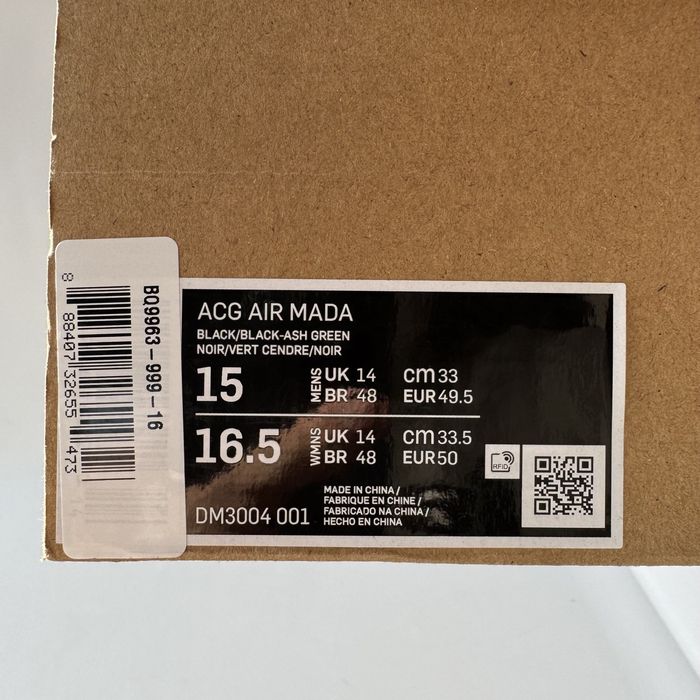 BQ9963-999-16
8 88407 32655 473
ACG AIR MADA
BLACK/BLACK-ASH GREEN
NOIR/VERT CENDRE/NOIR
15 MENS UK 14 cm 33
BR 48 EUR 49.5
16.5 WMNS UK 14 cm 33.5
BR 48 EUR 50
RFID
DM3004 001
MADE IN CHINA /
FABRIQUE EN CHINE /
FABRICADO NA CHINA /
HECHO EN CHINA